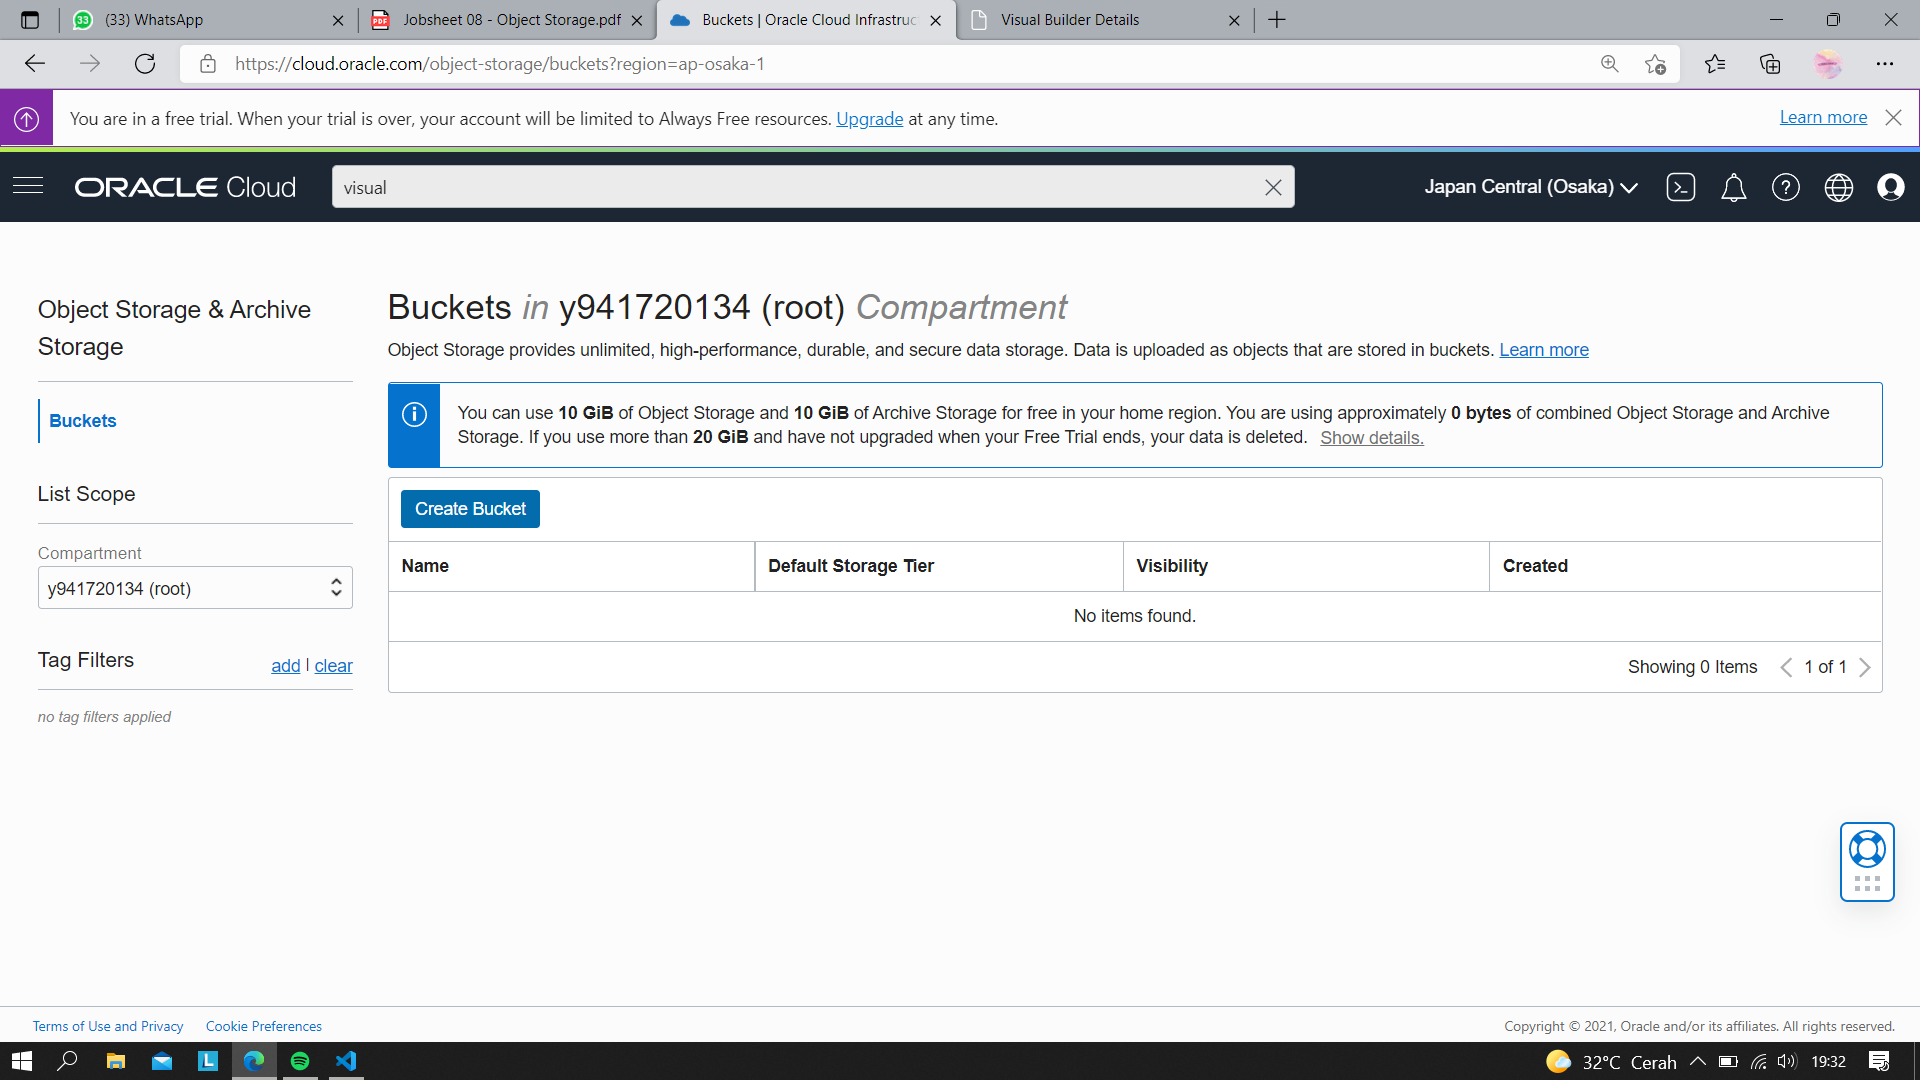 (33) WhatsApp
Jobsheet 08 - Object Storage.pdf
Buckets | Oracle Cloud Infrastruc
Visual Builder Details
https://cloud.oracle.com/object-storage/buckets?region=ap-osaka-1
You are in a free trial. When your trial is over, your account will be limited to Always Free resources. Upgrade at any time.
Learn more
ORACLE Cloud
visual
Japan Central (Osaka)
Object Storage & Archive
Storage
Buckets
List Scope
Compartment
y941720134 (root)
Tag Filters
add | clear
no tag filters applied
Buckets in y941720134 (root) Compartment
Object Storage provides unlimited, high-performance, durable, and secure data storage. Data is uploaded as objects that are stored in buckets. Learn more
You can use 10 GiB of Object Storage and 10 GiB of Archive Storage for free in your home region. You are using approximately 0 bytes of combined Object Storage and Archive
Storage. If you use more than 20 GiB and have not upgraded when your Free Trial ends, your data is deleted. Show details.
Create Bucket
Name Default Storage Tier Visibility Created
No items found.
Showing 0 Items 1 of 1
Terms of Use and Privacy Cookie Preferences
Copyright © 2021, Oracle and/or its affiliates. All rights reserved.
32°C Cerah 19:32